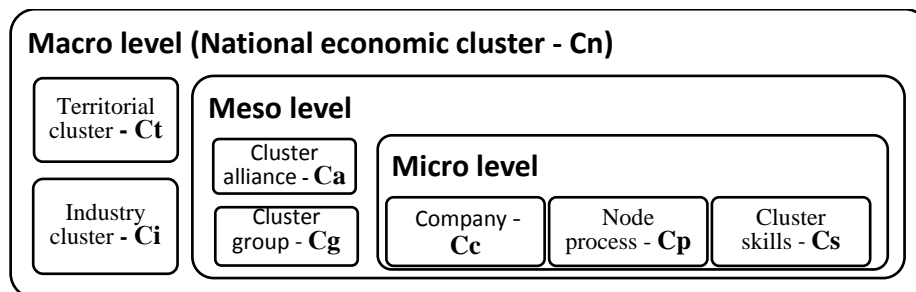 Macro level (National economic cluster - Cn)
Territorial
cluster - Ct
Industry
cluster - Ci
Meso level
Cluster
alliance - Ca
Cluster
group - Cg
Micro level
Company -
Cc
Node
process - Cp
Cluster
skills - Cs